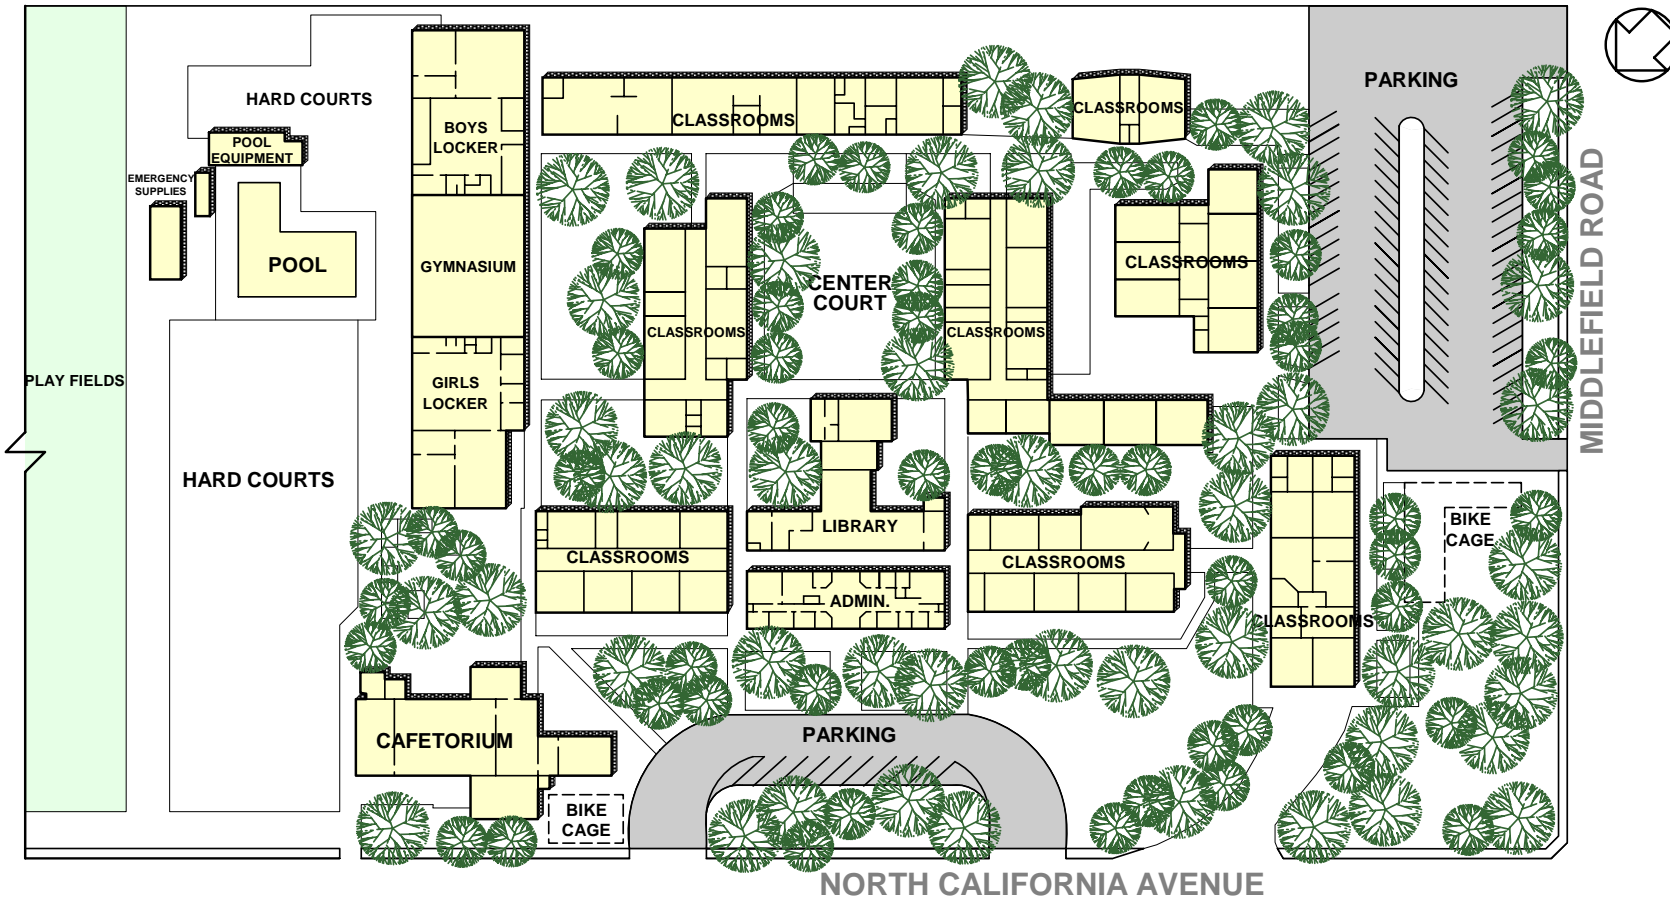 PARKING
HARD COURTS
CLASSROOMS
CLASSROOMS
BOYS
LOCKER
POOL
EQUIPMENT
EMERGENCY
SUPPLIES
POOL
GYMNASIUM
CLASSROOMS
CENTER
COURT
CLASSROOMS
CLASSROOMS
MIDDLEFIELD ROAD
PLAY FIELDS
GIRLS
LOCKER
HARD COURTS
LIBRARY
BIKE
CAGE
CLASSROOMS
CLASSROOMS
ADMIN.
CLASSROOMS
CAFETORIUM
PARKING
BIKE
CAGE
NORTH CALIFORNIA AVENUE